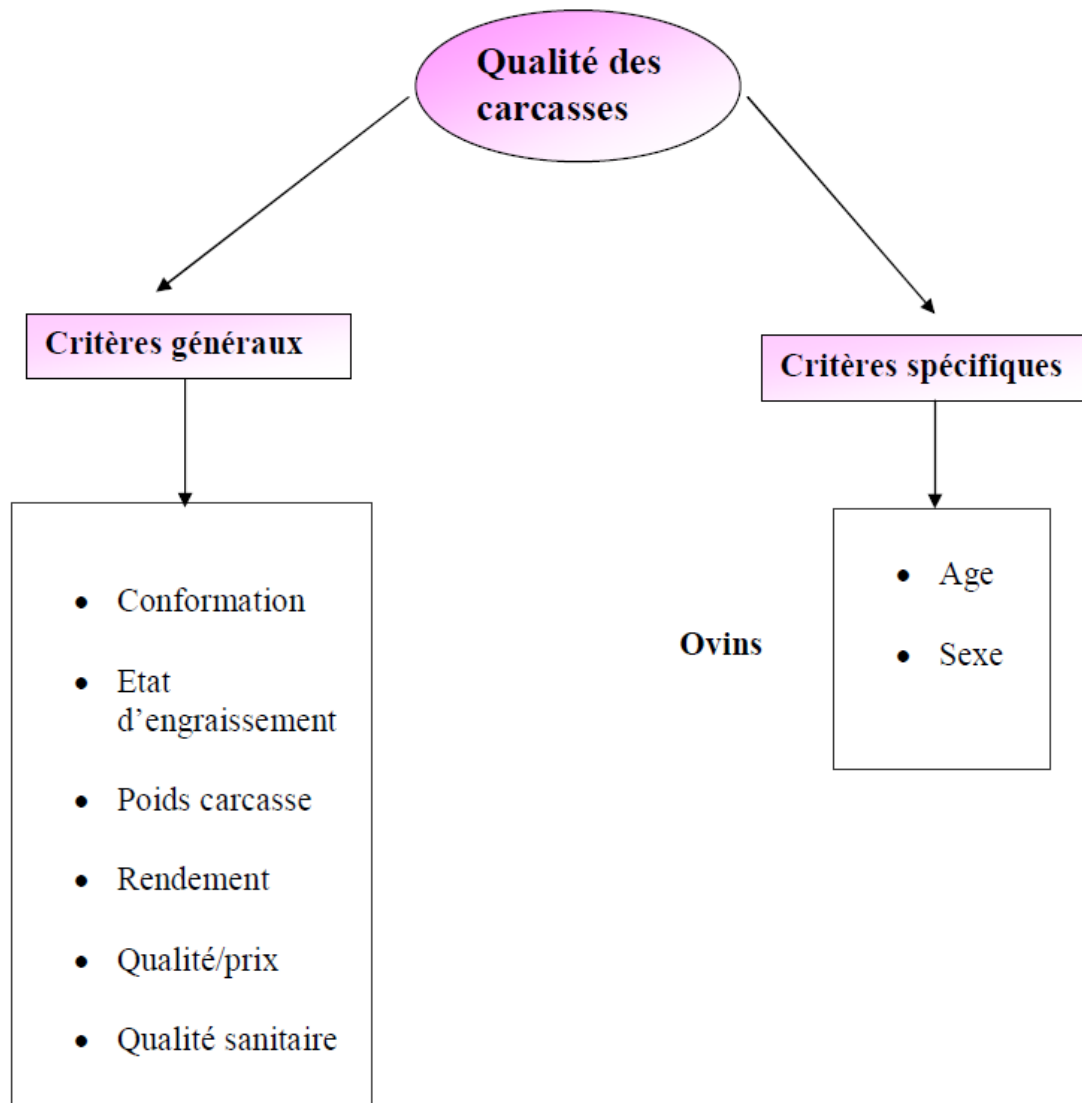 Qualité des
carcasses
Critères généraux
Critères spécifiques
• Conformation
• Etat
d’engraissement
• Poids carcasse
• Rendement
• Qualité/prix
• Qualité sanitaire
Ovins
• Age
• Sexe